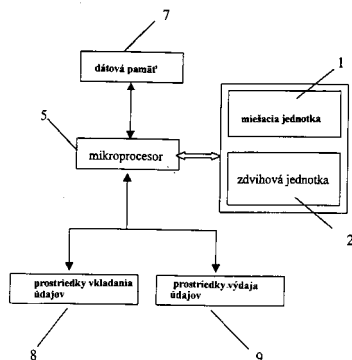 7
dátová pamäť
1
miešacia jednotka
5
mikroprocesor
zdvihová jednotka
2
prostriedky vkladania
údajov
prostriedky výdaja
údajov
8
9